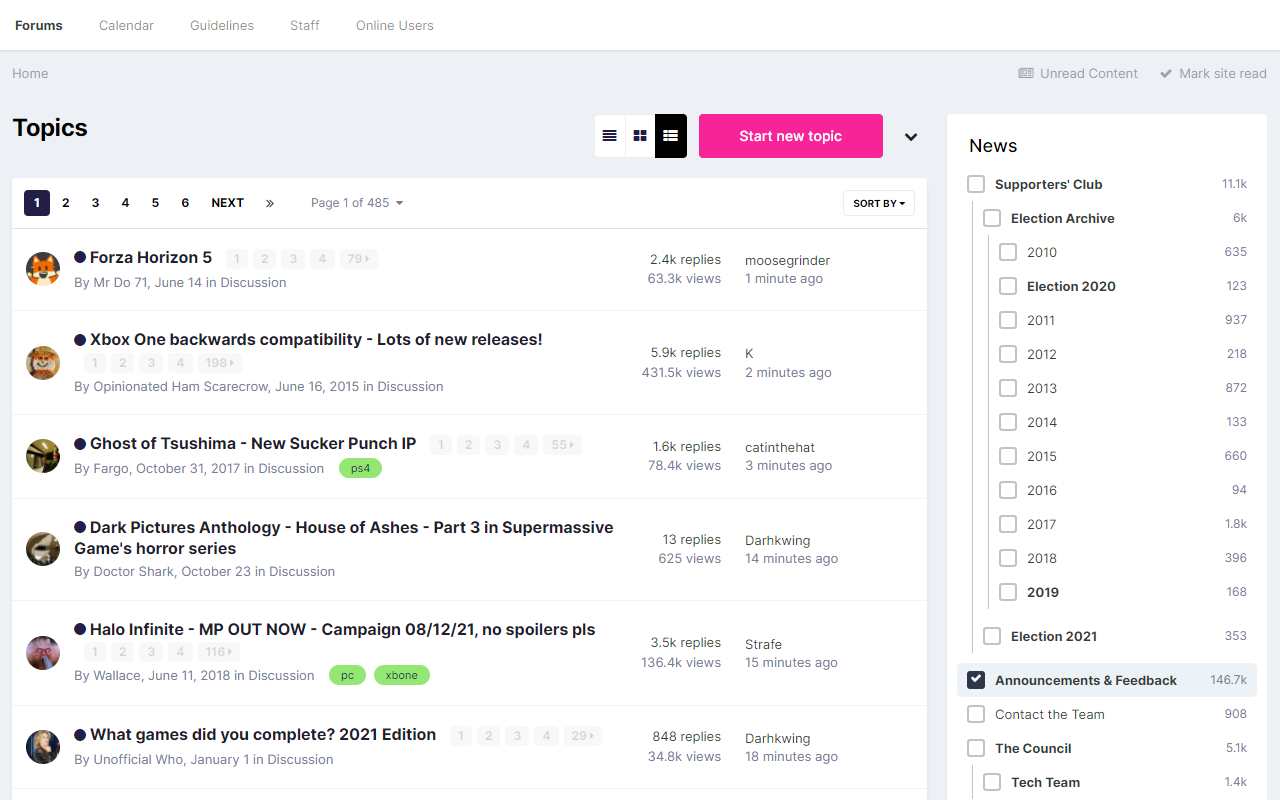 Forums Calendar Guidelines Staff Online Users
Home Unread Content Mark site read
Topics
Start new topic
1 2 3 4 5 6 NEXT » Page 1 of 485 SORT BY
Forza Horizon 5 1 2 3 4 79
By Mr Do 71, June 14 in Discussion
2.4k replies
63.3k views
moosegrinder
1 minute ago
Xbox One backwards compatibility - Lots of new releases!
1 2 3 4 198
By Opinionated Ham Scarecrow, June 16, 2015 in Discussion
5.9k replies
431.5k views
K
2 minutes ago
Ghost of Tsushima - New Sucker Punch IP 1 2 3 4 55
By Fargo, October 31, 2017 in Discussion ps4
1.6k replies
78.4k views
catinthehat
3 minutes ago
Dark Pictures Anthology - House of Ashes - Part 3 in Supermassive
Game's horror series
By Doctor Shark, October 23 in Discussion
13 replies
625 views
Darhkwing
14 minutes ago
Halo Infinite - MP OUT NOW - Campaign 08/12/21, no spoilers pls
1 2 3 4 116
By Wallace, June 11, 2018 in Discussion pc xbone
3.5k replies
136.4k views
Strafe
15 minutes ago
What games did you complete? 2021 Edition 1 2 3 4 29
By Unofficial Who, January 1 in Discussion
848 replies
34.8k views
Darhkwing
18 minutes ago
News
Supporters' Club 11.1k
Election Archive 6k
2010 635
Election 2020 123
2011 937
2012 218
2013 872
2014 133
2015 660
2016 94
2017 1.8k
2018 396
2019 168
Election 2021 353
Announcements & Feedback 146.7k
Contact the Team 908
The Council 5.1k
Tech Team 1.4k